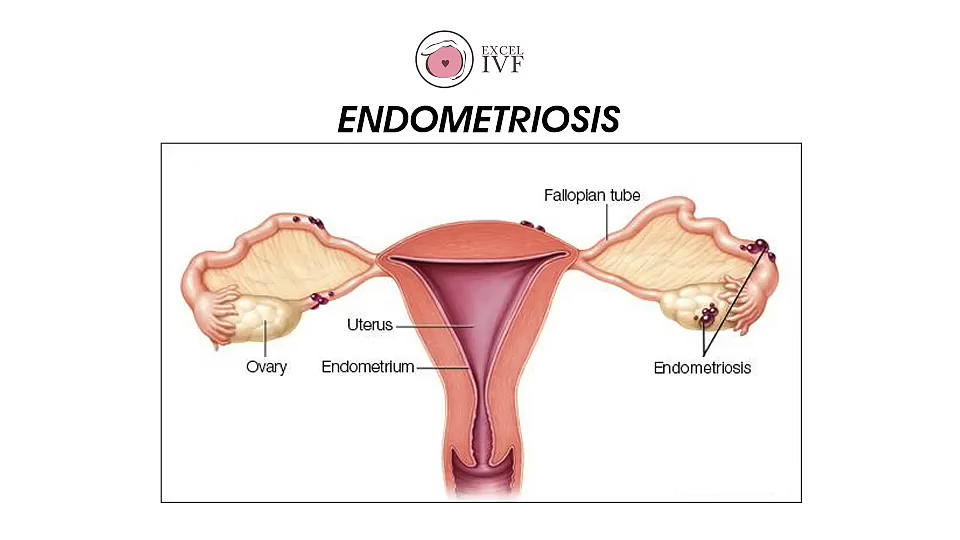 EXCEL
IVF
ENDOMETRIOSIS
Fallopian tube
Uterus
Endometrium
Ovary
Endometriosis